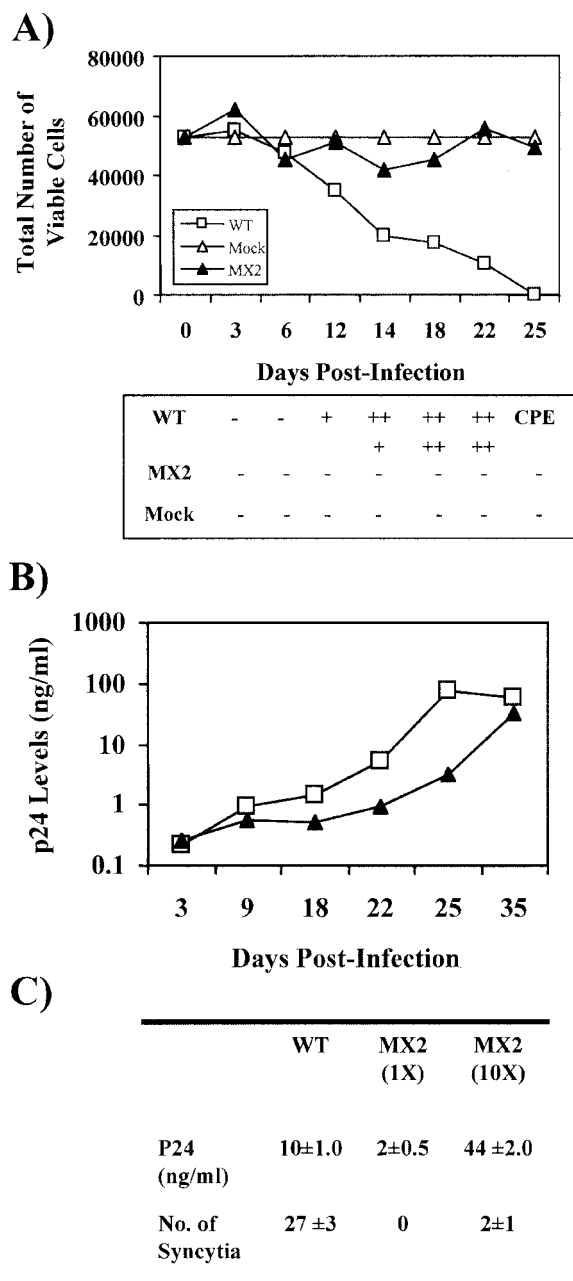 A)
Total Number of
Viable Cells
80000
60000
40000
20000
0
WT
Mock
MX2
0 3 6 12 14 18 22 25
Days Post-Infection
WT - - + ++ ++ ++ CPE
+ ++ ++
MX2 - - - - - - -
Mock - - - - - - -
B)
p24 Levels (ng/ml)
1000
100
10
1
0.1
3 9 18 22 25 35
Days Post-Infection
C)
WT MX2 MX2
(1X) (10X)
P24 10±1.0 2±0.5 44 ±2.0
(ng/ml)
No. of 27 ±3 0 2±1
Syncytia